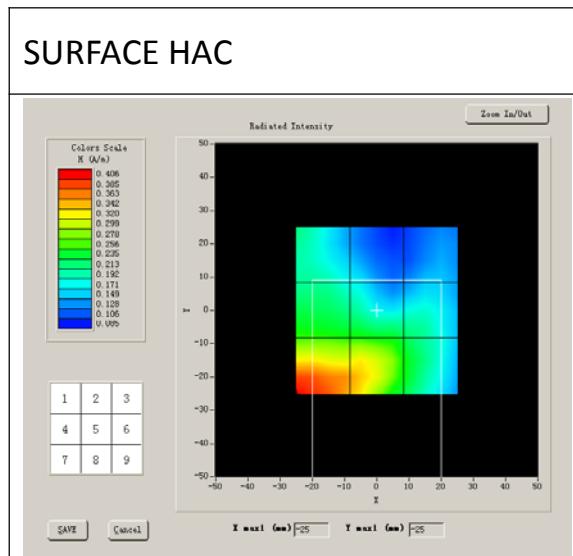 SURFACE HAC
Zoom In/Out
Radiated Intensity
Colors Scale
H (A/m)
0.406
0.385
0.363
0.342
0.320
0.299
0.278
0.256
0.235
0.213
0.192
0.171
0.149
0.128
0.106
0.085
50
40
30
20
10
0
-10
-20
-30
-40
-50
Y
-50 -40 -30 -20 -10 0 10 20 30 40 50
X
1 2 3
4 5 6
7 8 9
SAVE Cancel
X max1 (mm) -25 Y max1 (mm) -25